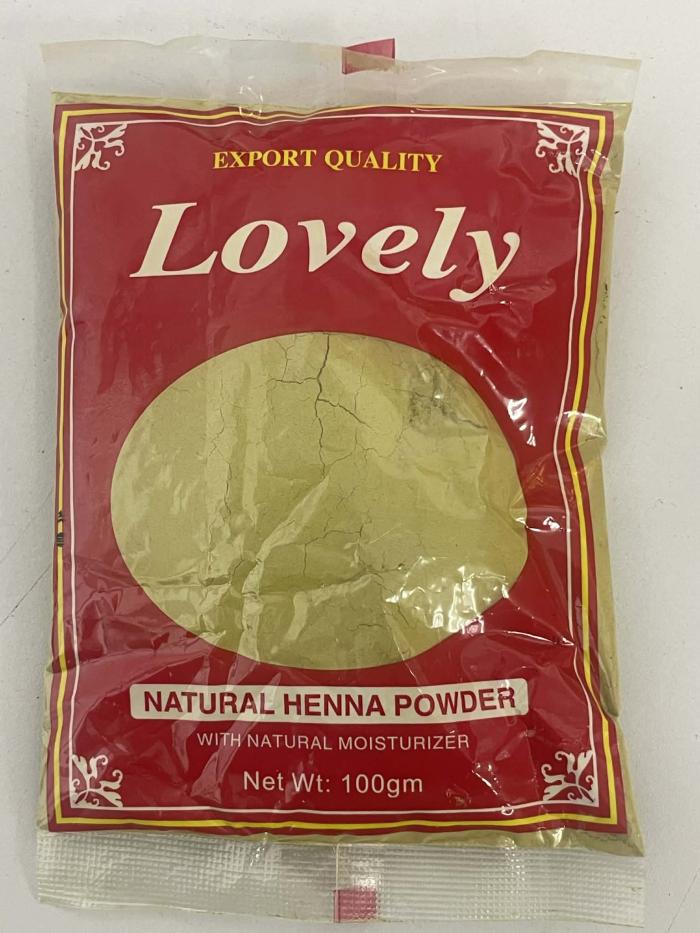 EXPORT QUALITY
Lovely
NATURAL HENNA POWDER
WITH NATURAL MOISTURIZER
Net Wt: 100gm